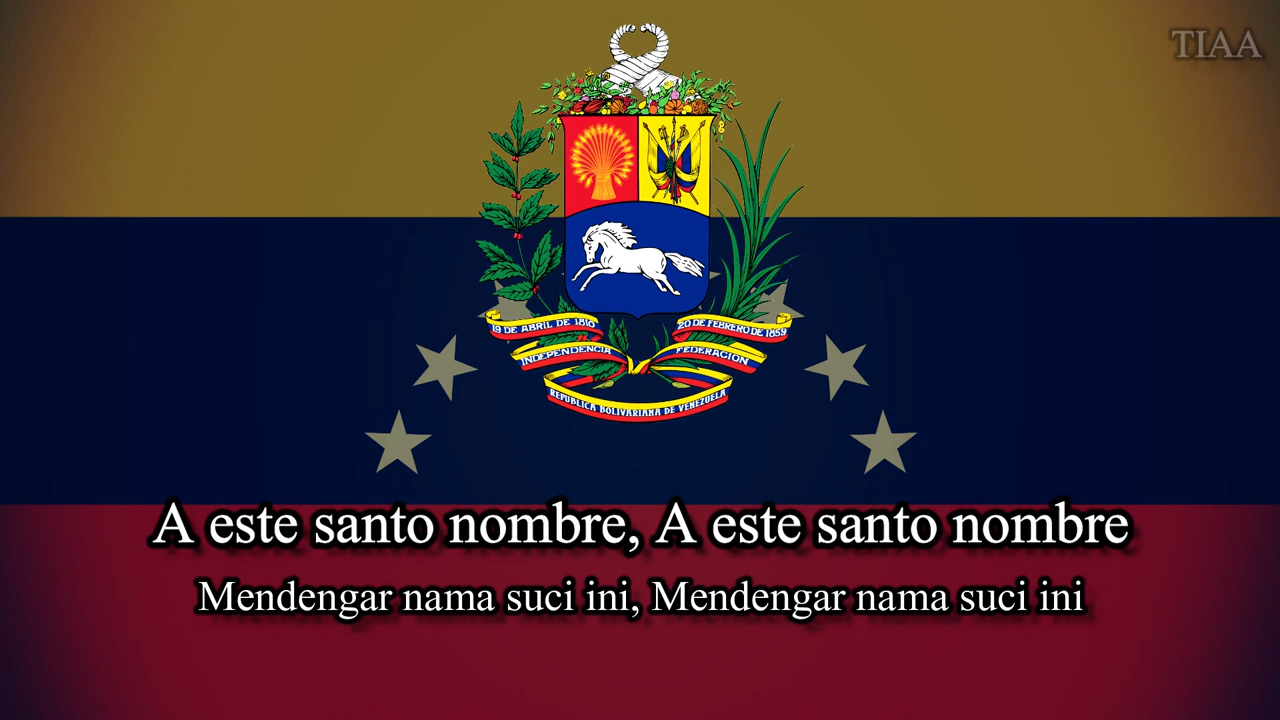 TIAA
19 DE ABRIL DE 1810
20 DE FEBRERO DE 1859
INDEPENDENCIA
FEDERACION
REPUBLICA BOLIVARIANA DE VENEZUELA
A este santo nombre, A este santo nombre
Mendengar nama suci ini, Mendengar nama suci ini